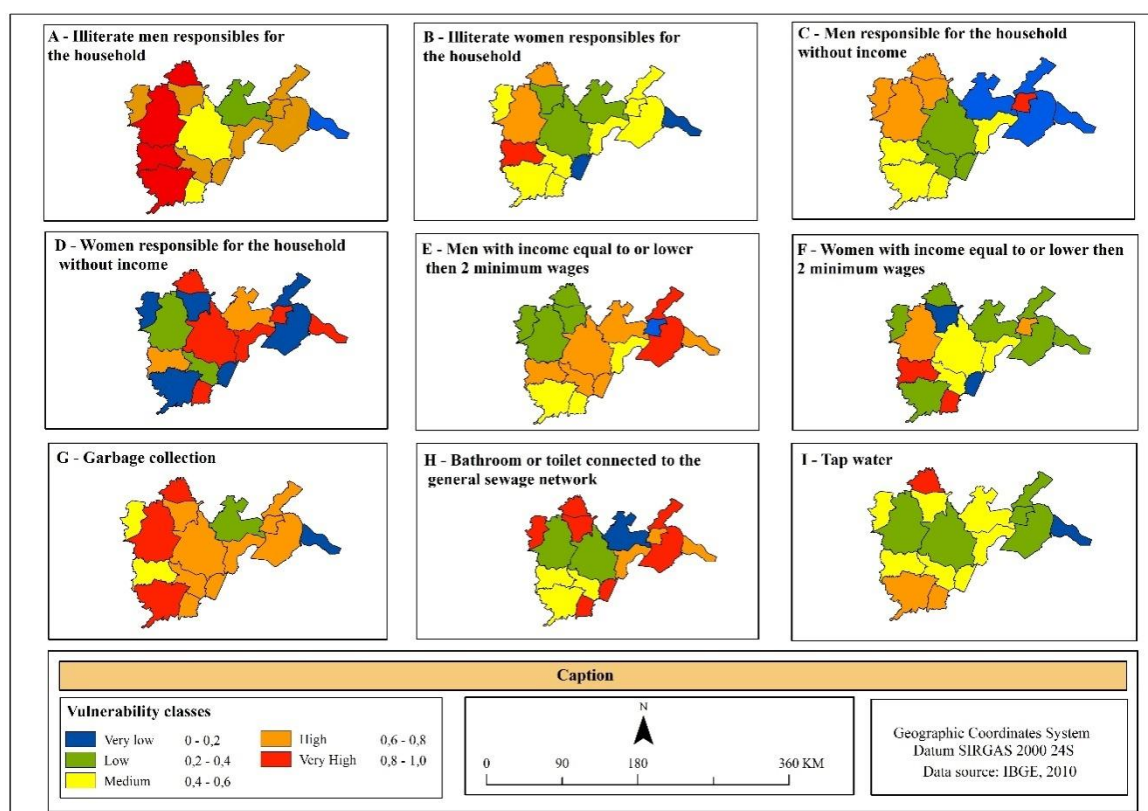 A - Illiterate men responsibles for
the household
B - Illiterate women responsibles for
the household
C - Men responsible for the household
without income
D - Women responsible for the household
without income
E - Men with income equal to or lower
then 2 minimum wages
F - Women with income equal to or lower then
2 minimum wages
G - Garbage collection
H - Bathroom or toilet connected to the
general sewage network
I - Tap water
Caption
Vulnerability classes
Very low 0 - 0,2
Low 0,2 - 0,4
Medium 0,4 - 0,6
High 0,6 - 0,8
Very High 0,8 - 1,0
N
0 90 180 360 KM
Geographic Coordinates System
Datum SIRGAS 2000 24S
Data source: IBGE, 2010